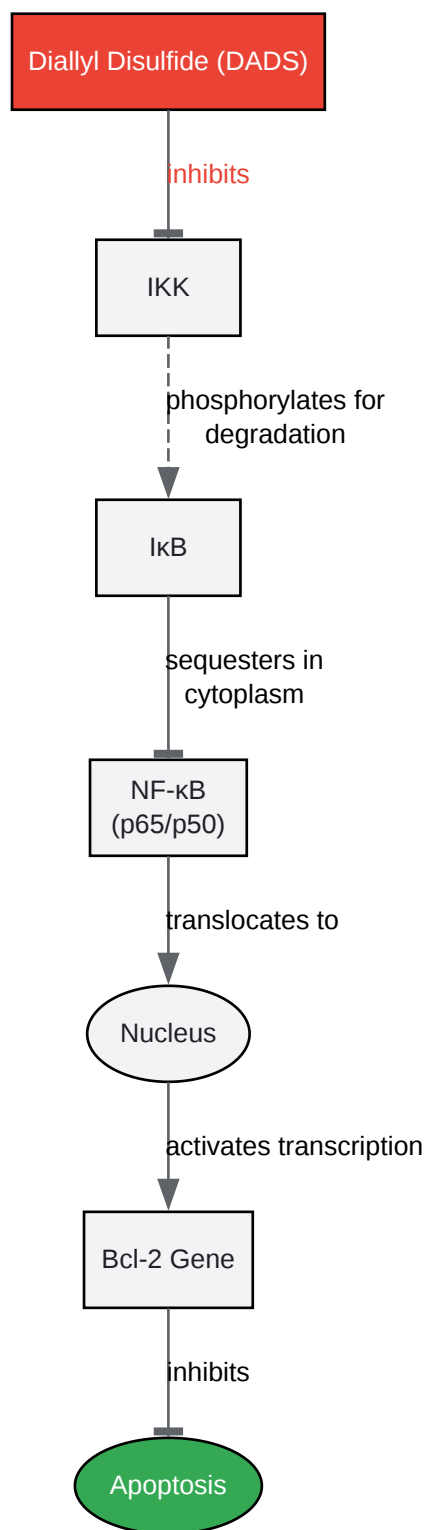 Diallyl Disulfide (DADS)
inhibits
IKK
phosphorylates for
degradation
IκB
sequesters in
cytoplasm
NF-κB
(p65/p50)
translocates to
Nucleus
activates transcription
Bcl-2 Gene
inhibits
Apoptosis